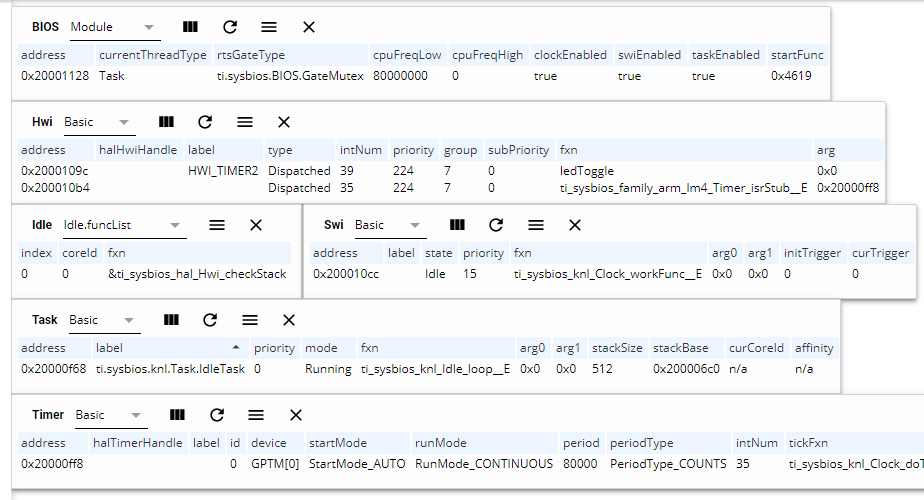 BIOS Module
address currentThreadType rtsGateType cpuFreqLow cpuFreqHigh clockEnabled swiEnabled taskEnabled startFunc
0x20001128 Task ti.sysbios.BIOS.GateMutex 80000000 0 true true true 0x4619
Hwi Basic
address halHwiHandle label type intNum priority group subPriority fxn arg
0x2000109c HWI_TIMER2 Dispatched 39 224 7 0 ledToggle 0x0
0x200010b4 Dispatched 35 224 7 0 ti_sysbios_family_arm_lm4_Timer_isrStub__E 0x20000ff8
Idle Idle.funcList
index coreId fxn
0 0 &ti_sysbios_hal_Hwi_checkStack
Swi Basic
address label state priority fxn arg0 arg1 initTrigger curTrigger
0x200010cc Idle 15 ti_sysbios_knl_Clock_workFunc__E 0x0 0x0 0 0
Task Basic
address label priority mode fxn arg0 arg1 stackSize stackBase curCoreId affinity
0x20000f68 ti.sysbios.knl.Task.IdleTask 0 Running ti_sysbios_knl_Idle_loop__E 0x0 0x0 512 0x200006c0 n/a n/a
Timer Basic
address halTimerHandle label id device startMode runMode period periodType intNum tickFxn
0x20000ff8 0 GPTM[0] StartMode_AUTO RunMode_CONTINUOUS 80000 PeriodType_COUNTS 35 ti_sysbios_knl_Clock_doT